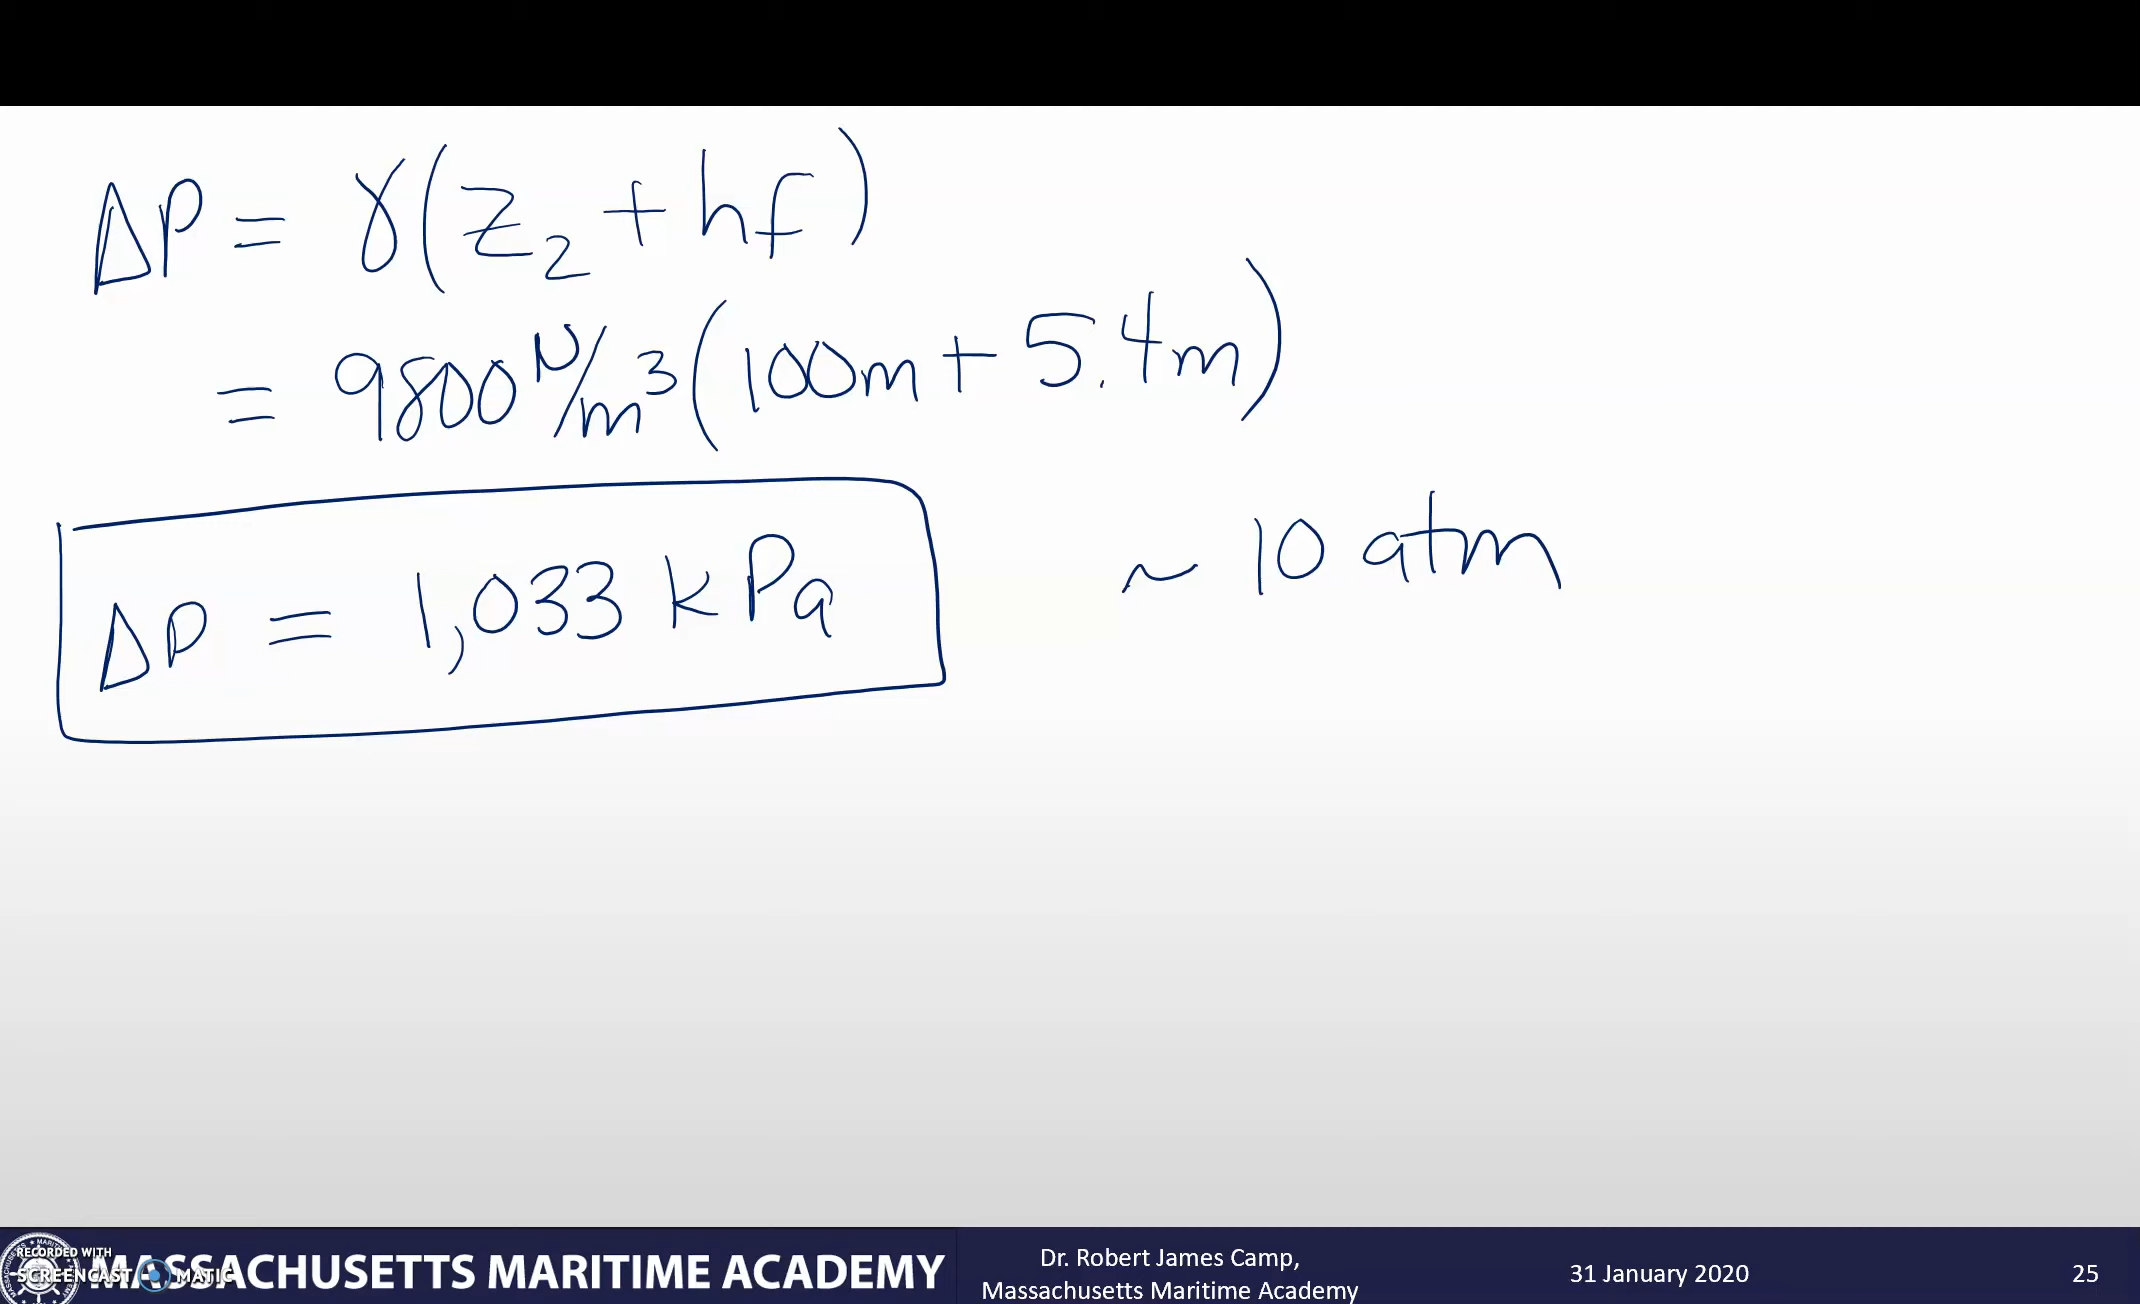 ΔP = γ(z₂ + hf)
= 9800 N/m³ (100m + 5.4m)
ΔP = 1,033 kPa
~ 10 atm
RECORDED WITH
SCREENCAST MATIC
MASSACHUSETTS MARITIME ACADEMY
Dr. Robert James Camp,
Massachusetts Maritime Academy
31 January 2020
25